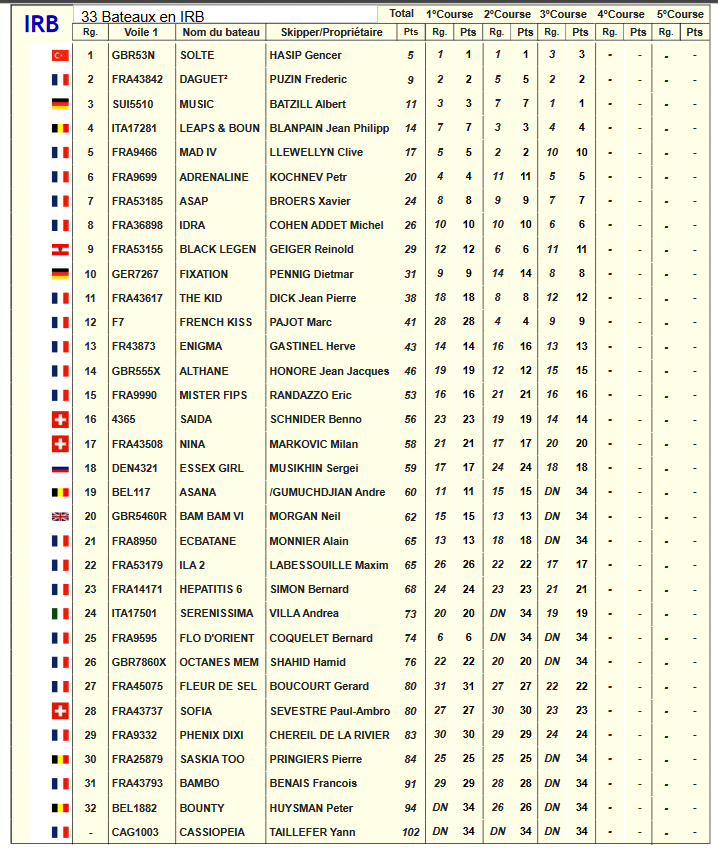 IRB 33 Bateaux en IRB Total 1ºCourse 2ºCourse 3ºCourse 4ºCourse 5ºCourse
Rg. Voile 1 Nom du bateau Skipper/Propriétaire Pts Rg. Pts Rg. Pts Rg. Pts Rg. Pts Rg. Pts
1 GBR53N SOLTE HASIP Gencer 5 1 1 1 1 3 3 - - - -
2 FRA43842 DAGUET² PUZIN Frederic 9 2 2 5 5 2 2 - - - -
3 SUI5510 MUSIC BATZILL Albert 11 3 3 7 7 1 1 - - - -
4 ITA17281 LEAPS & BOUN BLANPAIN Jean Philipp 14 7 7 3 3 4 4 - - - -
5 FRA9466 MAD IV LLEWELLYN Clive 17 5 5 2 2 10 10 - - - -
6 FRA9699 ADRENALINE KOCHNEV Petr 20 4 4 11 11 5 5 - - - -
7 FRA53185 ASAP BROERS Xavier 24 8 8 9 9 7 7 - - - -
8 FRA36898 IDRA COHEN ADDET Michel 26 10 10 10 10 6 6 - - - -
9 FRA53155 BLACK LEGEN GEIGER Reinold 29 12 12 6 6 11 11 - - - -
10 GER7267 FIXATION PENNIG Dietmar 31 9 9 14 14 8 8 - - - -
11 FRA43617 THE KID DICK Jean Pierre 38 18 18 8 8 12 12 - - - -
12 F7 FRENCH KISS PAJOT Marc 41 28 28 4 4 9 9 - - - -
13 FR43873 ENIGMA GASTINEL Herve 43 14 14 16 16 13 13 - - - -
14 GBR555X ALTHANE HONORE Jean Jacques 46 19 19 12 12 15 15 - - - -
15 FRA9990 MISTER FIPS RANDAZZO Eric 53 16 16 21 21 16 16 - - - -
16 4365 SAIDA SCHNIDER Benno 56 23 23 19 19 14 14 - - - -
17 FRA43508 NINA MARKOVIC Milan 58 21 21 17 17 20 20 - - - -
18 DEN4321 ESSEX GIRL MUSIKHIN Sergei 59 17 17 24 24 18 18 - - - -
19 BEL117 ASANA /GUMUCHDJIAN Andre 60 11 11 15 15 DN 34 - - - -
20 GBR5460R BAM BAM VI MORGAN Neil 62 15 15 13 13 DN 34 - - - -
21 FRA8950 ECBATANE MONNIER Alain 65 13 13 18 18 DN 34 - - - -
22 FRA53179 ILA 2 LABESSOUILLE Maxim 65 26 26 22 22 17 17 - - - -
23 FRA14171 HEPATITIS 6 SIMON Bernard 68 24 24 23 23 21 21 - - - -
24 ITA17501 SERENISSIMA VILLA Andrea 73 20 20 DN 34 19 19 - - - -
25 FRA9595 FLO D'ORIENT COQUELET Bernard 74 6 6 DN 34 DN 34 - - - -
26 GBR7860X OCTANES MEM SHAHID Hamid 76 22 22 20 20 DN 34 - - - -
27 FRA45075 FLEUR DE SEL BOUCOURT Gerard 80 31 31 27 27 22 22 - - - -
28 FRA43737 SOFIA SEVESTRE Paul-Ambro 80 27 27 30 30 23 23 - - - -
29 FRA9332 PHENIX DIXI CHEREIL DE LA RIVIER 83 30 30 29 29 24 24 - - - -
30 FRA25879 SASKIA TOO PRINGIERS Pierre 84 25 25 25 25 DN 34 - - - -
31 FRA43793 BAMBO BENAIS Francois 91 29 29 28 28 DN 34 - - - -
32 BEL1882 BOUNTY HUYSMAN Peter 94 DN 34 26 26 DN 34 - - - -
- CAG1003 CASSIOPEIA TAILLEFER Yann 102 DN 34 DN 34 DN 34 - - - -